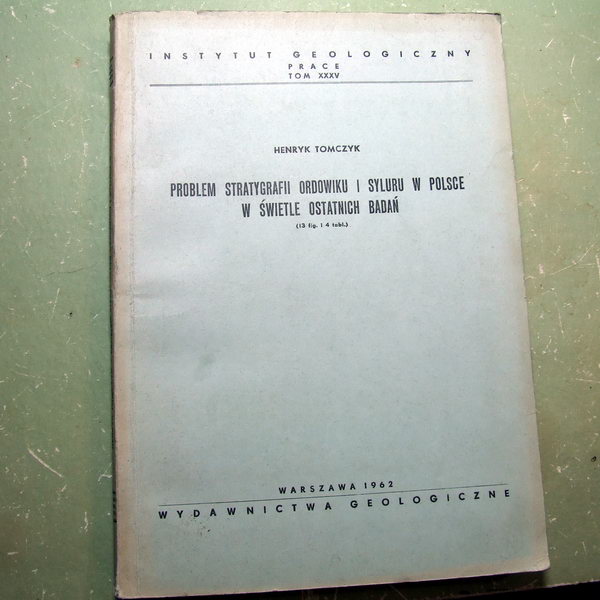 INSTYTUT GEOLOGICZNY
PRACE
TOM XXXV
HENRYK TOMCZYK
PROBLEM STRATYGRAFII ORDOWIKU I SYLURU W POLSCE
W ŚWIETLE OSTATNICH BADAŃ
(13 fig. i 4 tabl.)
WARSZAWA 1962
WYDAWNICTWA GEOLOGICZNE